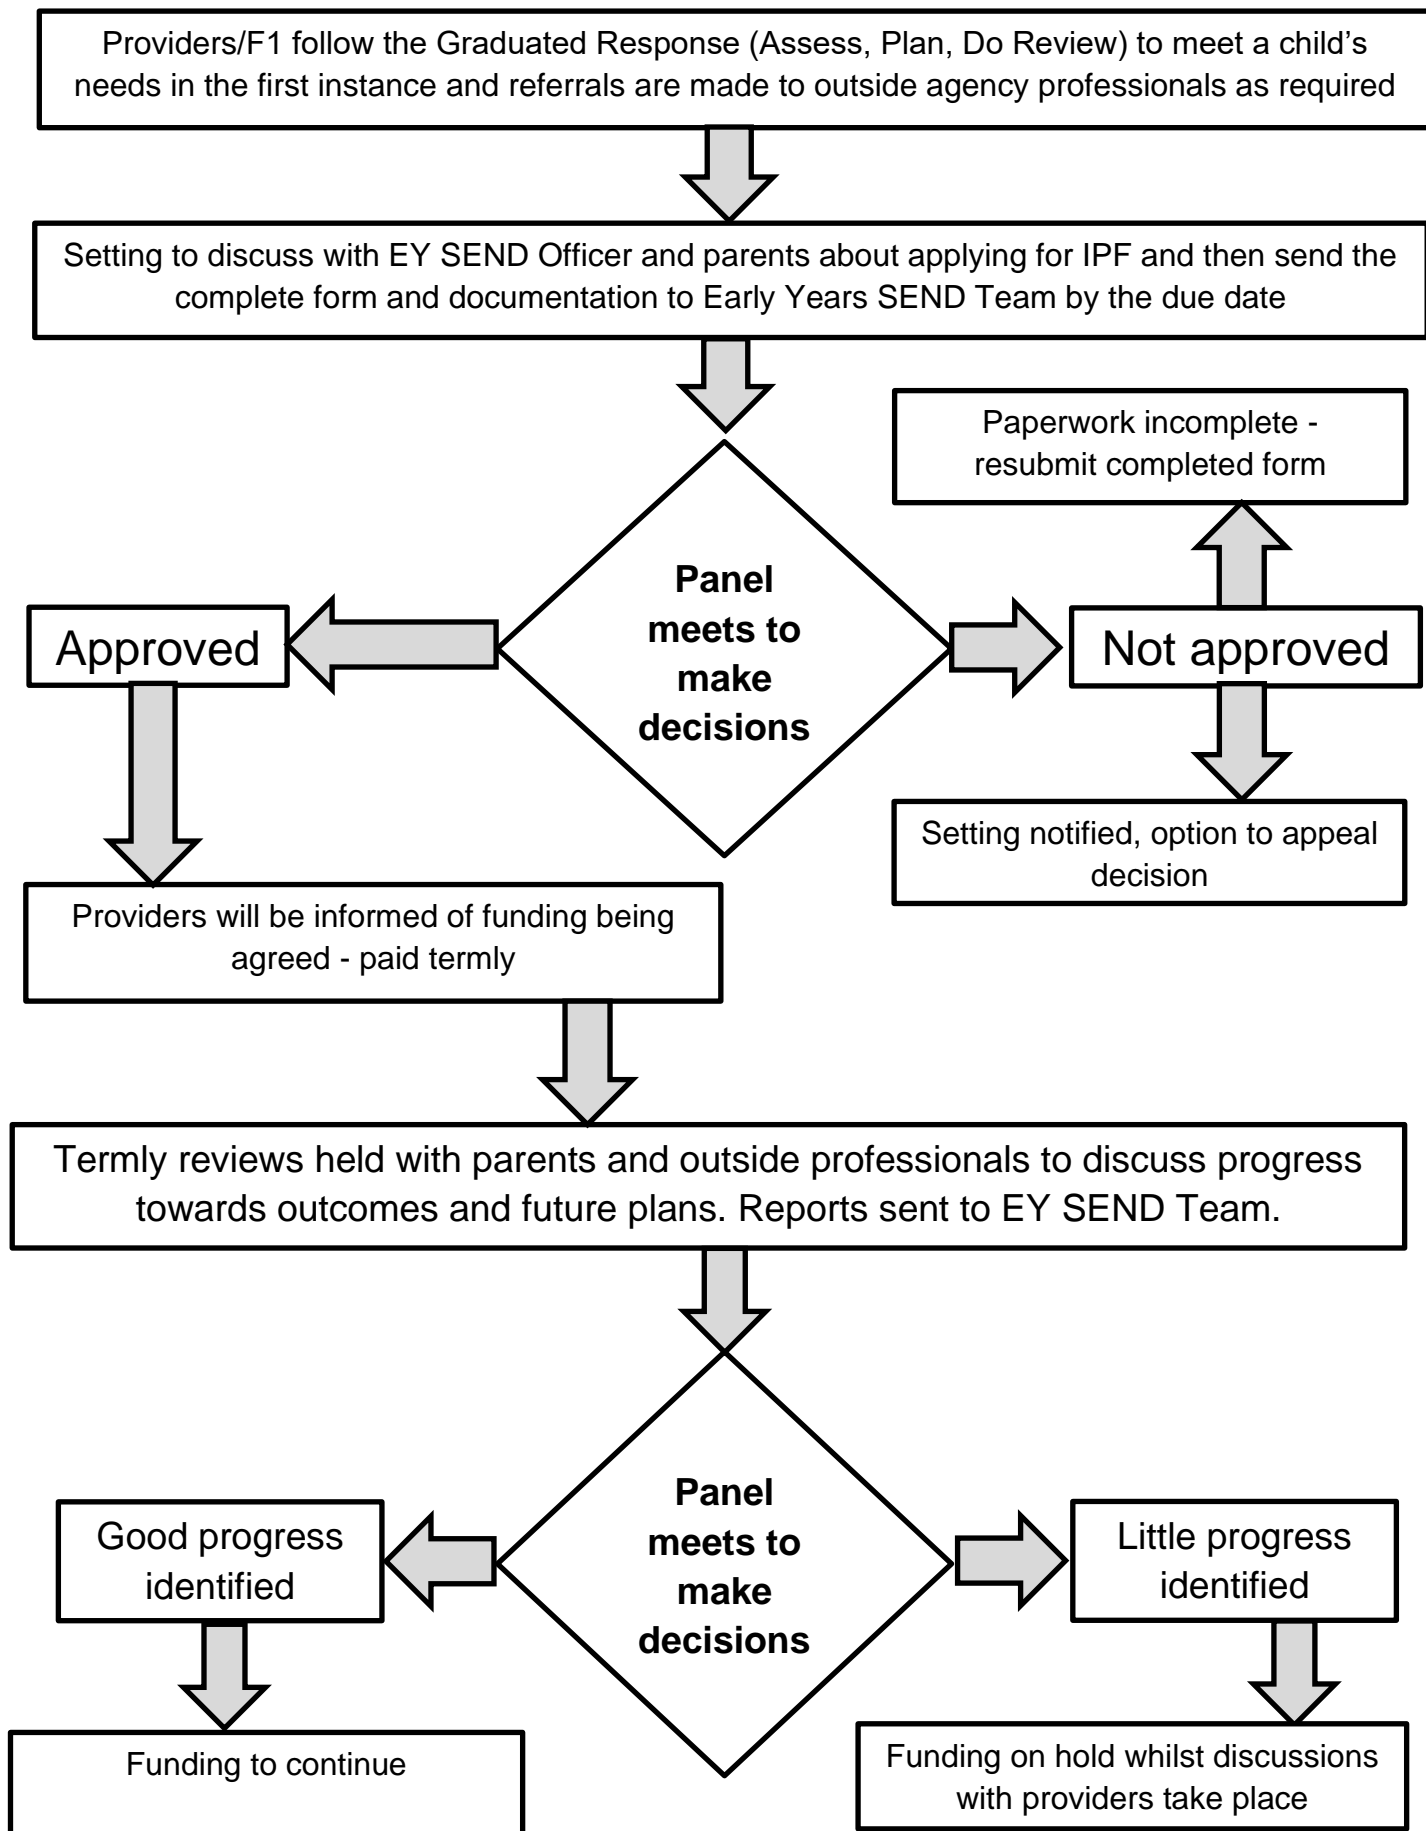 Providers/F1 follow the Graduated Response (Assess, Plan, Do Review) to meet a child’s
needs in the first instance and referrals are made to outside agency professionals as required
Setting to discuss with EY SEND Officer and parents about applying for IPF and then send the
complete form and documentation to Early Years SEND Team by the due date
Paperwork incomplete -
resubmit completed form
Panel
meets to
make
decisions
Approved
Not approved
Setting notified, option to appeal
decision
Providers will be informed of funding being
agreed - paid termly
Termly reviews held with parents and outside professionals to discuss progress
towards outcomes and future plans. Reports sent to EY SEND Team.
Panel
meets to
make
decisions
Good progress
identified
Little progress
identified
Funding to continue
Funding on hold whilst discussions
with providers take place